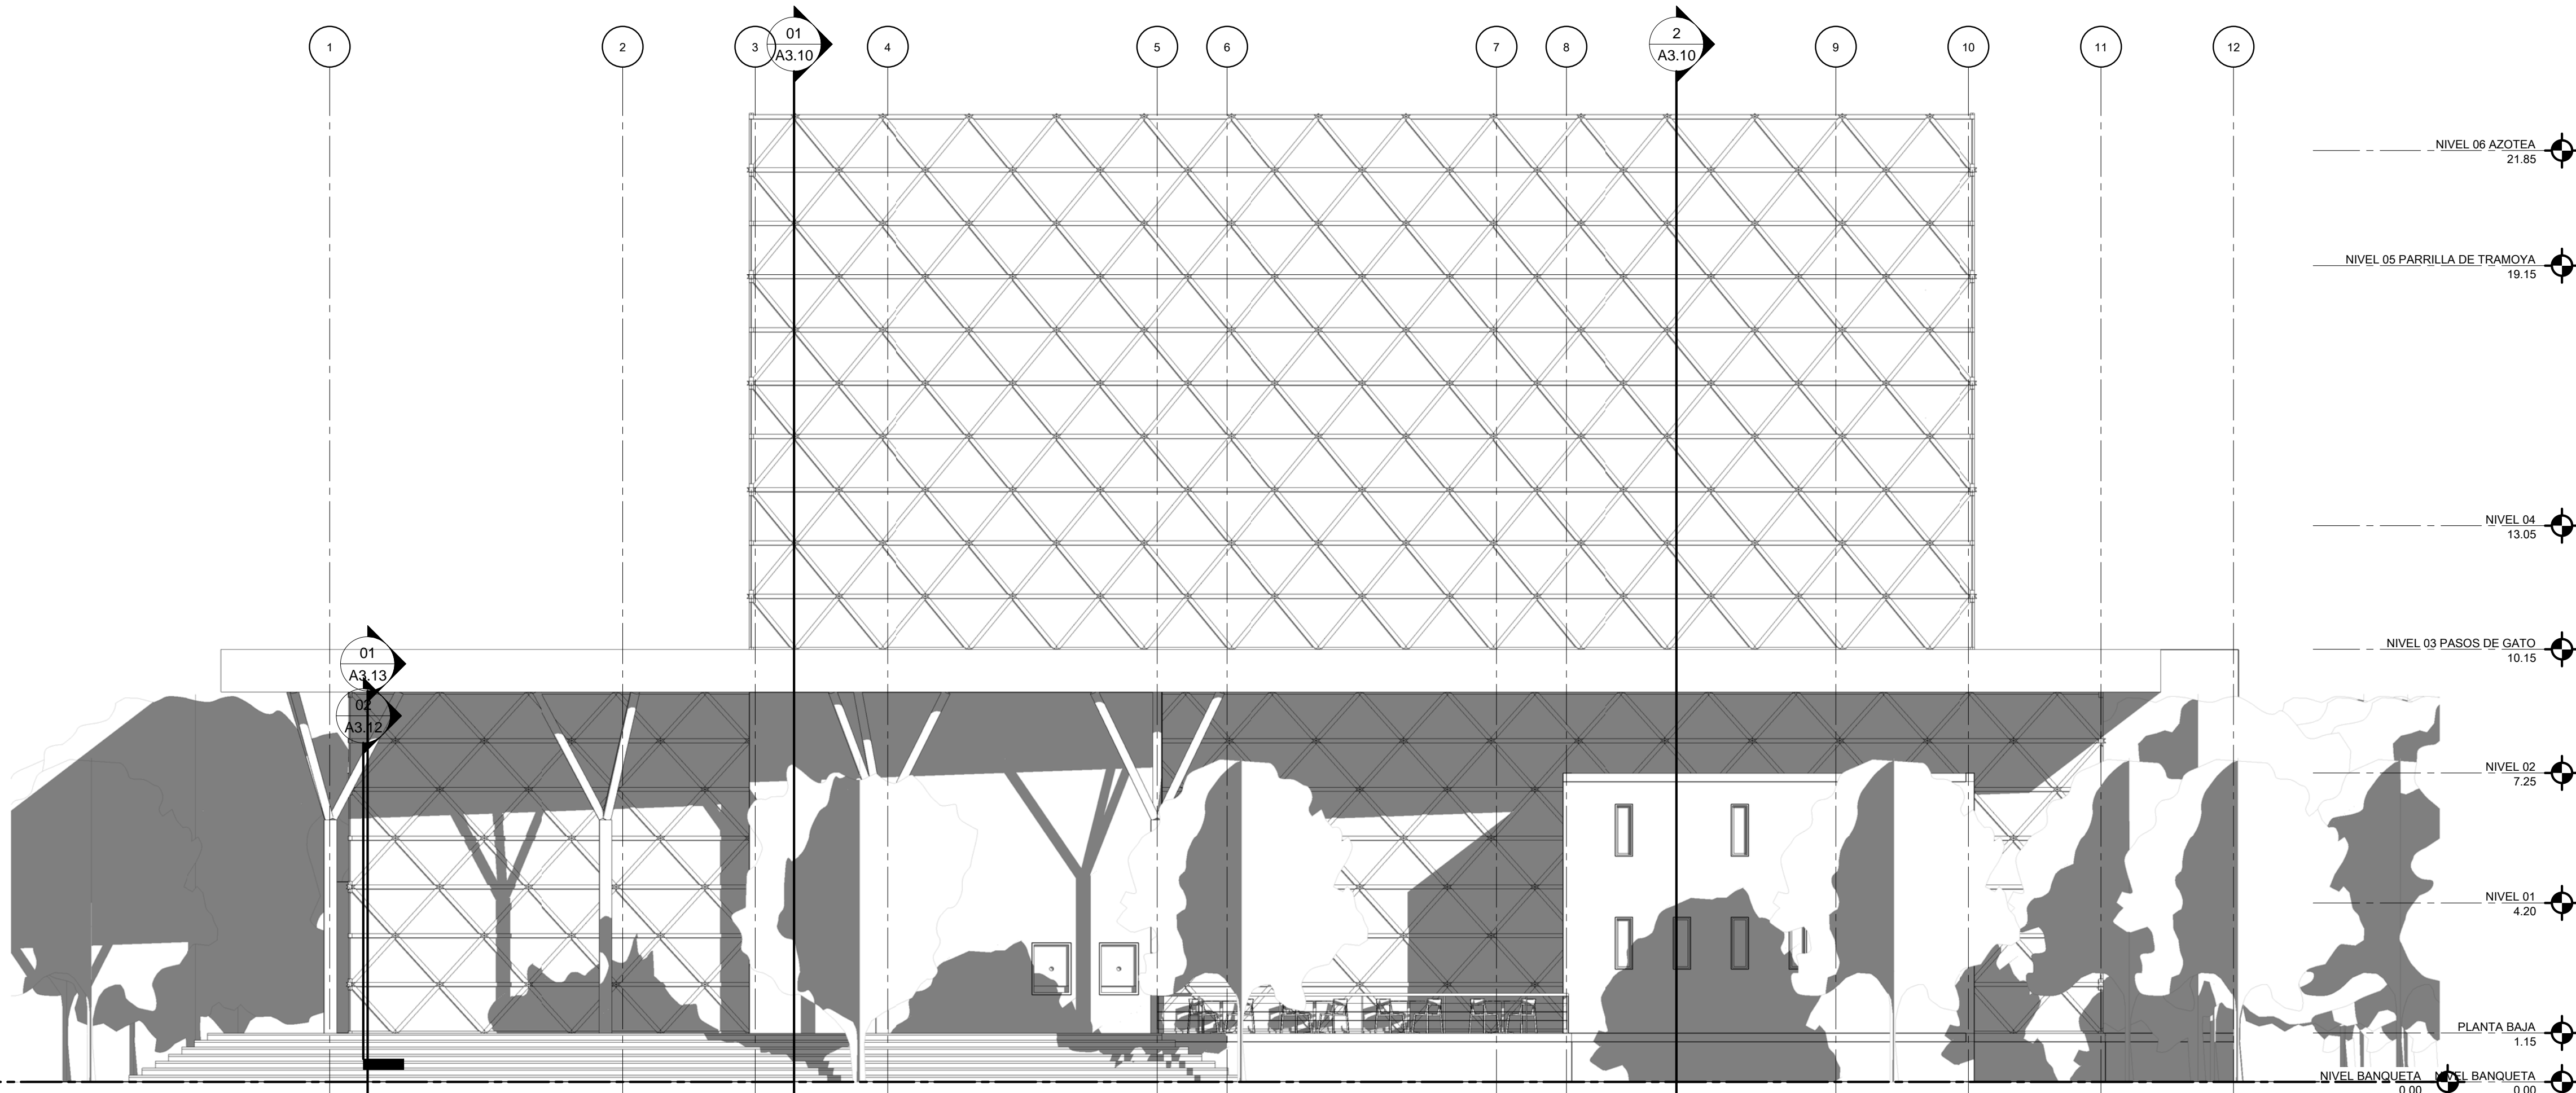 1
2
3
01
A3.10
4
5
6
7
8
2
A3.10
9
10
11
12
NIVEL 06 AZOTEA
21.85
NIVEL 05 PARRILLA DE TRAMOYA
19.15
NIVEL 04
13.05
NIVEL 03 PASOS DE GATO
10.15
01
A3.13
02
A3.12
NIVEL 02
7.25
NIVEL 01
4.20
PLANTA BAJA
1.15
NIVEL BANQUETA
0.00
NIVEL BANQUETA
0.00